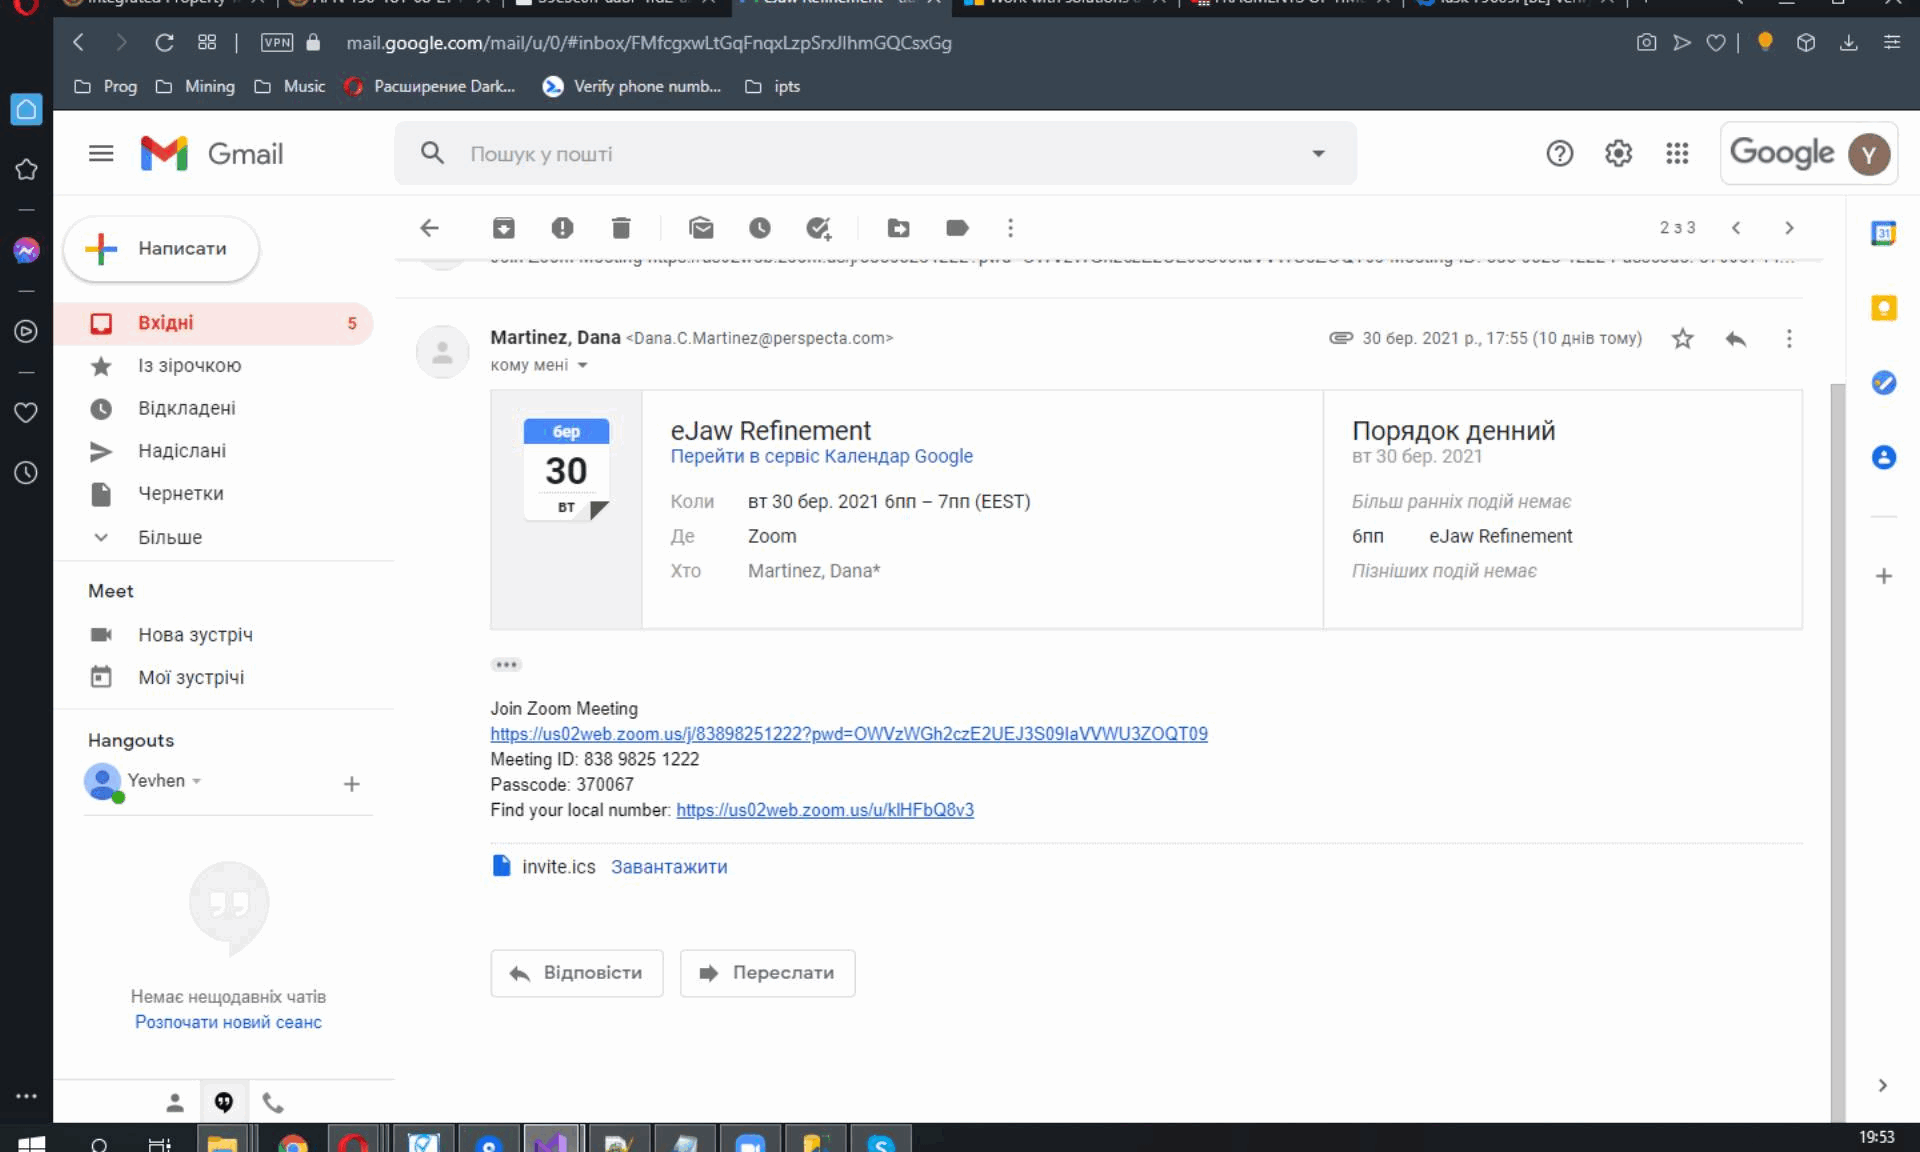 VPN
mail.google.com/mail/u/0/#inbox/FMfcgxwLtGqFnqxLzpSrxJlhmGQCsxGg
Prog
Mining
Music
Расширение Dark...
Verify phone numb...
ipts
Gmail
Пошук у пошті
Google
Y
Написати
2 з 3
31
Вхідні
5
Із зірочкою
Відкладені
Надіслані
Чернетки
Більше
Meet
Нова зустріч
Мої зустрічі
Hangouts
Yevhen
Немає нещодавніх чатів
Розпочати новий сеанс
Martinez, Dana <Dana.C.Martinez@perspecta.com>
30 бер. 2021 р., 17:55 (10 днів тому)
кому мені
бер
30
вт
eJaw Refinement
Перейти в сервіс Календар Google
Коли вт 30 бер. 2021 6пп – 7пп (EEST)
Де Zoom
Хто Martinez, Dana*
Порядок денний
вт 30 бер. 2021
Більш ранніх подій немає
6пп eJaw Refinement
Пізніших подій немає
Join Zoom Meeting
https://us02web.zoom.us/j/83898251222?pwd=OWVzWGh2czE2UEJ3S09IaVVWU3ZOQT09
Meeting ID: 838 9825 1222
Passcode: 370067
Find your local number: https://us02web.zoom.us/u/klHFbQ8v3
invite.ics Завантажити
Відповісти
Переслати
19:53